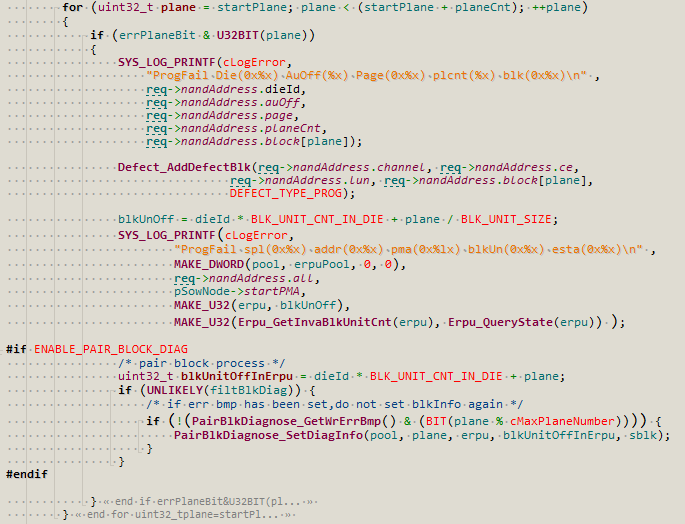 for (uint32_t plane = startPlane; plane < (startPlane + planeCnt); ++plane)
{
if (errPlaneBit & U32BIT(plane))
{
SYS_LOG_PRINTF(cLogError,
"ProgFail Die(0x%x) AuOff(%x) Page(0x%x) plcnt(%x) blk(0x%x)\n" ,
req->nandAddress.dieId,
req->nandAddress.auOff,
req->nandAddress.page,
req->nandAddress.planeCnt,
req->nandAddress.block[plane]);
Defect_AddDefectBlk(req->nandAddress.channel, req->nandAddress.ce,
req->nandAddress.lun, req->nandAddress.block[plane],
DEFECT_TYPE_PROG);
blkUnOff = dieId * BLK_UNIT_CNT_IN_DIE + plane / BLK_UNIT_SIZE;
SYS_LOG_PRINTF(cLogError,
"ProgFail spl(0x%x) addr(0x%x) pma(0x%lx) blkUn(0x%x) esta(0x%x)\n" ,
MAKE_DWORD(pool, erpuPool, 0, 0),
req->nandAddress.all,
pSowNode->startPMA,
MAKE_U32(erpu, blkUnOff),
MAKE_U32(Erpu_GetInvaBlkUnitCnt(erpu), Erpu_QueryState(erpu)) );
#if ENABLE_PAIR_BLOCK_DIAG
/* pair block process */
uint32_t blkUnitOffInErpu = dieId * BLK_UNIT_CNT_IN_DIE + plane;
if (UNLIKELY(filtBlkDiag)) {
/* if err bmp has been set,do not set blkInfo again */
if (!(PairBlkDiagnose_GetWrErrBmp() & (BIT(plane % cMaxPlaneNumber)))) {
PairBlkDiagnose_SetDiagInfo(pool, plane, erpu, blkUnitOffInErpu, sblk);
}
}
#endif
} « end if errPlaneBit&U32BIT(pl... »
} « end for uint32_tplane=startPl... »